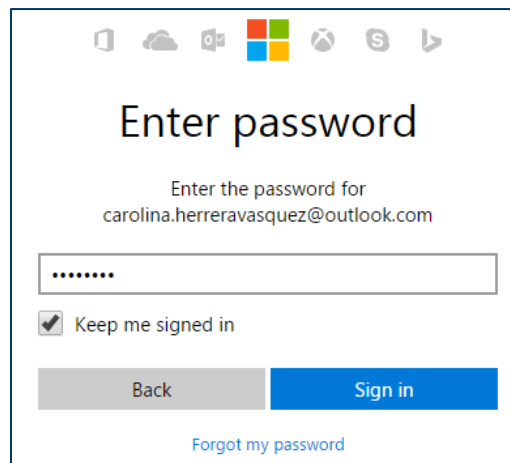 Enter password
Enter the password for
carolina.herreravasquez@outlook.com
••••••••
Keep me signed in
Back
Sign in
Forgot my password